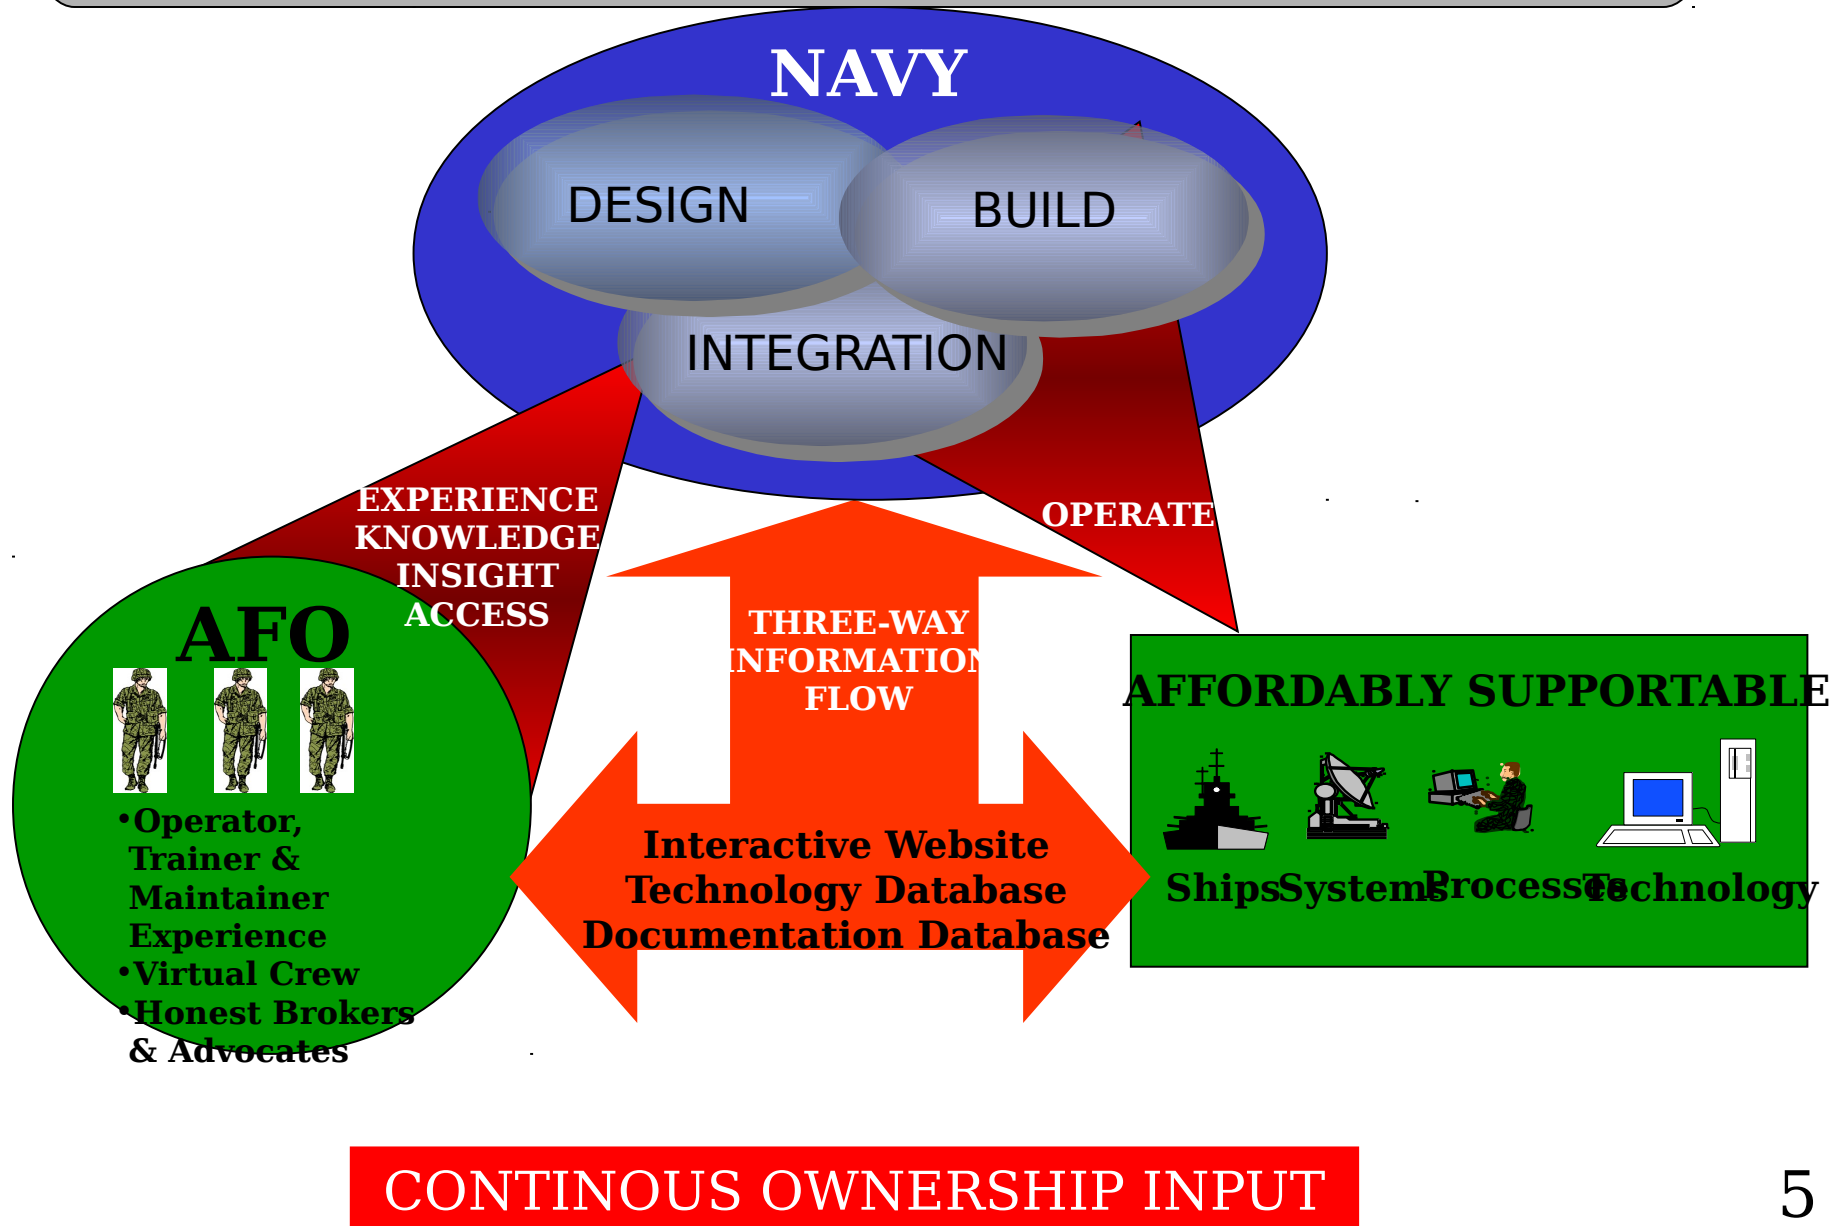 NAVY
DESIGN
BUILD
INTEGRATION
EXPERIENCE
KNOWLEDGE
INSIGHT
ACCESS
OPERATE
THREE-WAY
INFORMATION
FLOW
AFO
•Operator,
Trainer &
Maintainer
Experience
•Virtual Crew
•Honest Brokers
& Advocates
Interactive Website
Technology Database
Documentation Database
AFFORDABLY SUPPORTABLE
Ships Systems Processes Technology
CONTINOUS OWNERSHIP INPUT
5